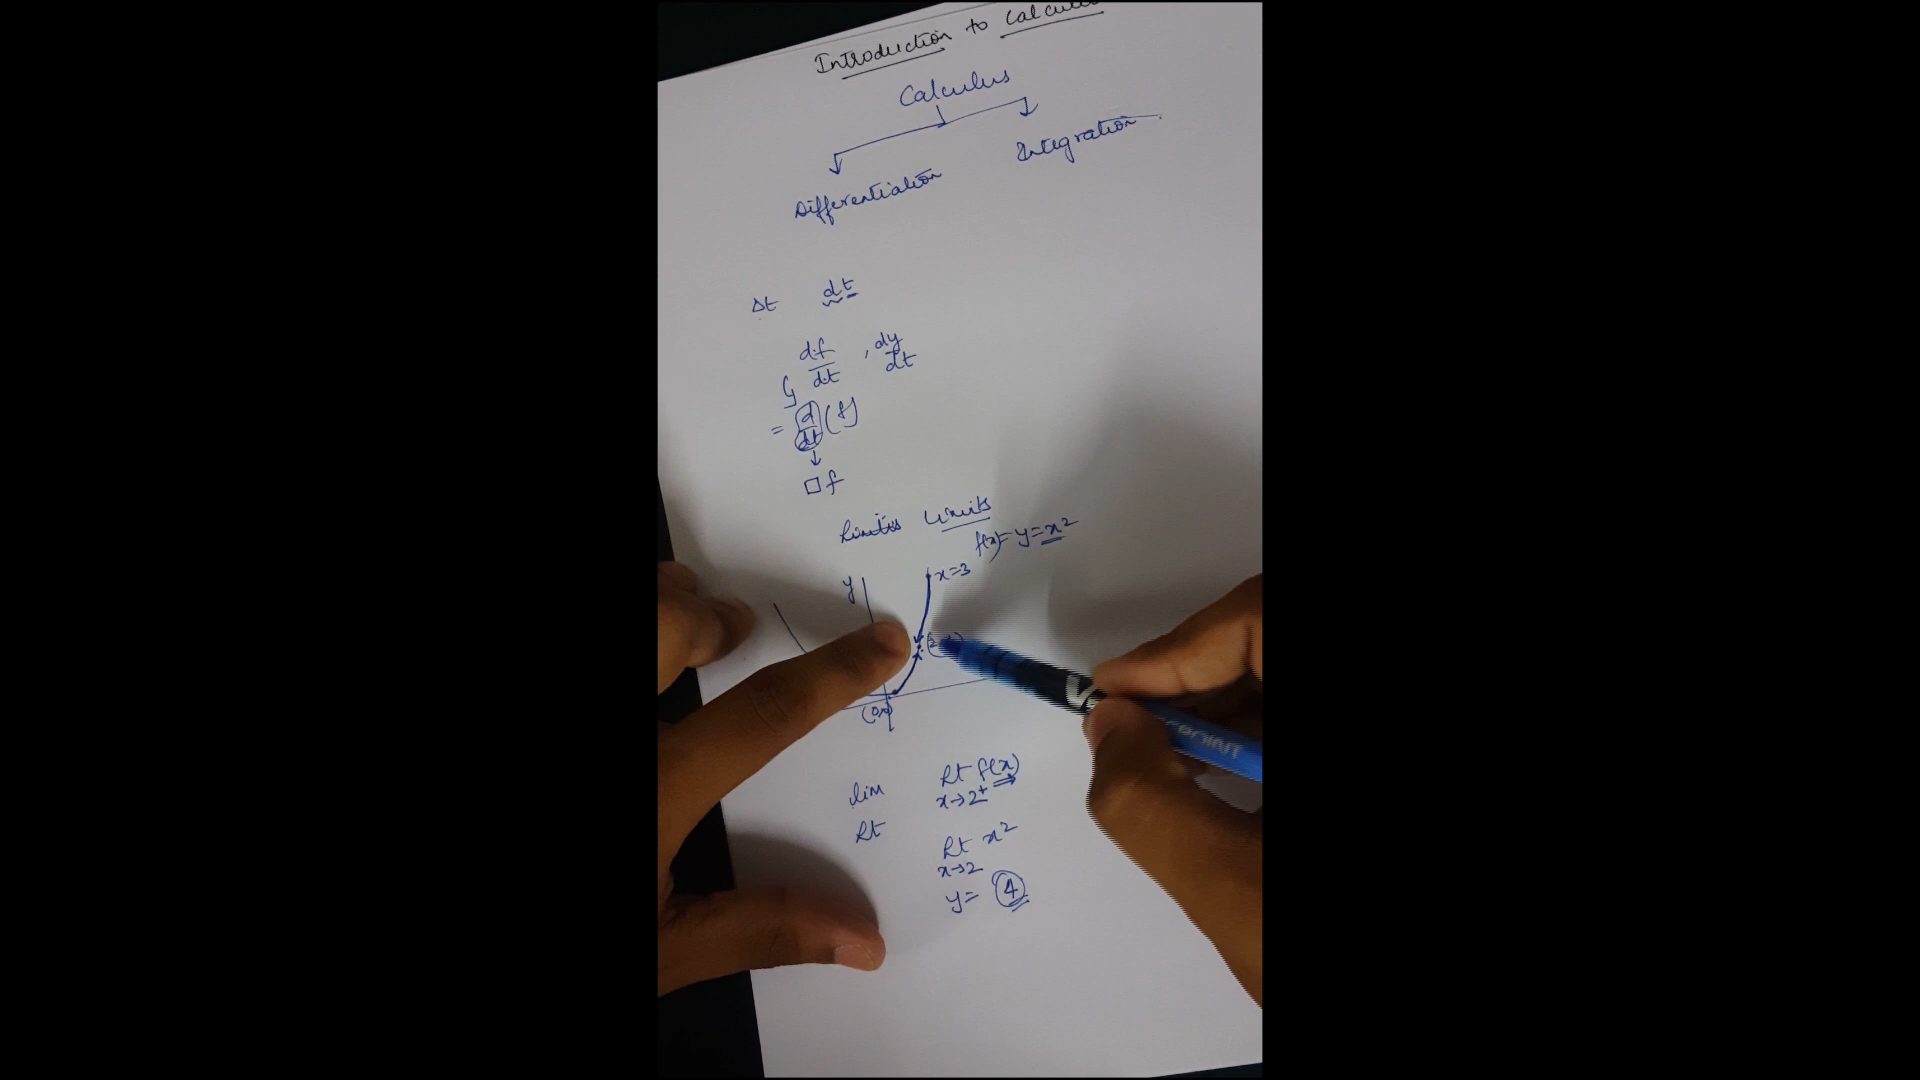 Introduction to Calculus
Calculus
Differentiation Integration
Δt dt
df/dt , dy/dt
= d/dt (f)
□f
Limits Limits
f(x)= y=x²
y x=3
(0,0)
lim Lt f(x)
x→2⁺
Lt Lt x²
x→2
y= 4